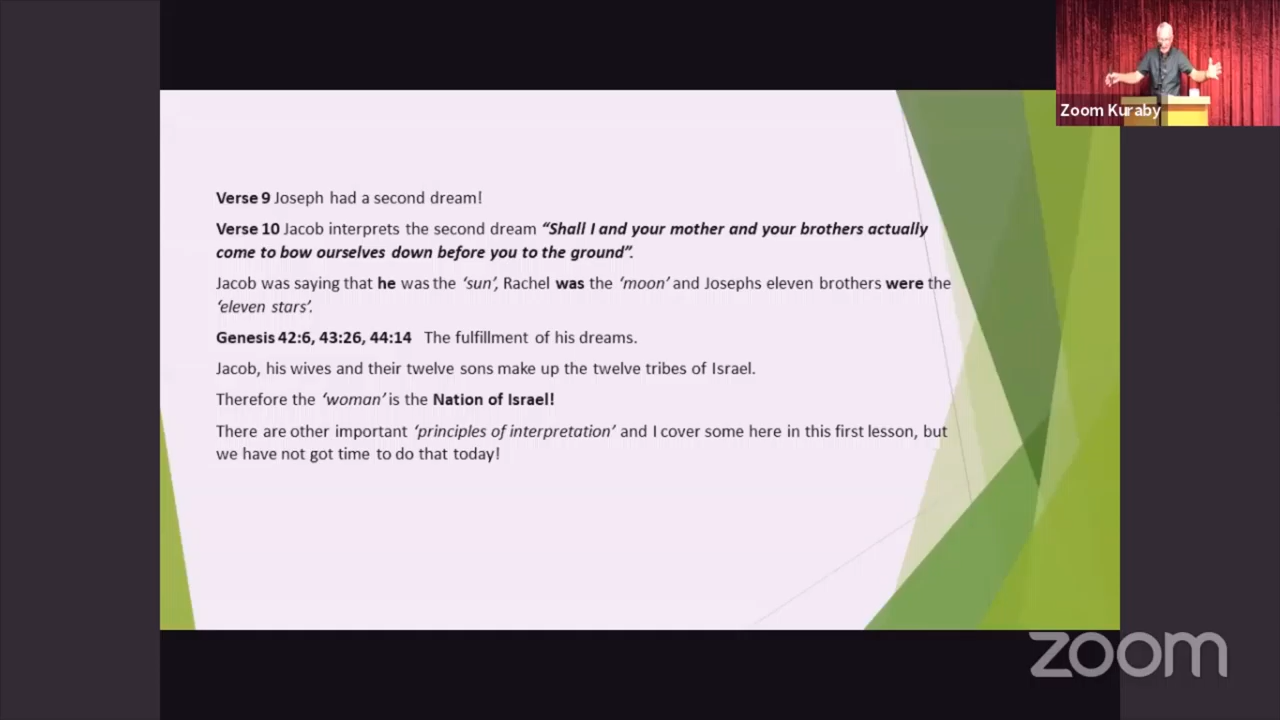 Zoom Kuraby
Verse 9 Joseph had a second dream!
Verse 10 Jacob interprets the second dream “Shall I and your mother and your brothers actually
come to bow ourselves down before you to the ground”.
Jacob was saying that he was the ‘sun’, Rachel was the ‘moon’ and Josephs eleven brothers were the
‘eleven stars’.
Genesis 42:6, 43:26, 44:14 The fulfillment of his dreams.
Jacob, his wives and their twelve sons make up the twelve tribes of Israel.
Therefore the ‘woman’ is the Nation of Israel!
There are other important ‘principles of interpretation’ and I cover some here in this first lesson, but
we have not got time to do that today!
zoom